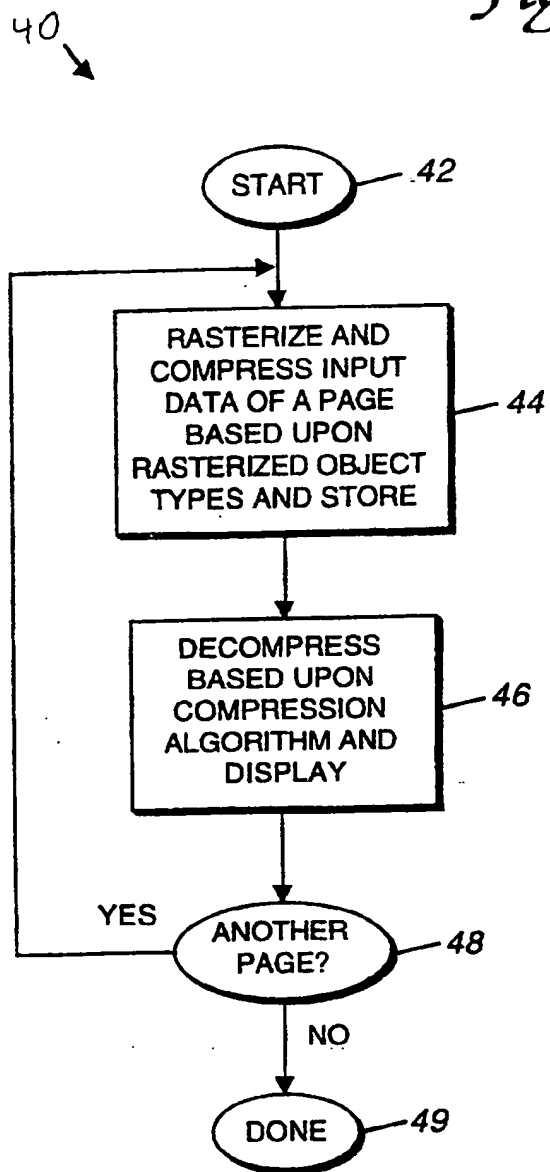 40
START
42
RASTERIZE AND
COMPRESS INPUT
DATA OF A PAGE
BASED UPON
RASTERIZED OBJECT
TYPES AND STORE
44
DECOMPRESS
BASED UPON
COMPRESSION
ALGORITHM AND
DISPLAY
46
YES
ANOTHER
PAGE?
48
NO
DONE
49